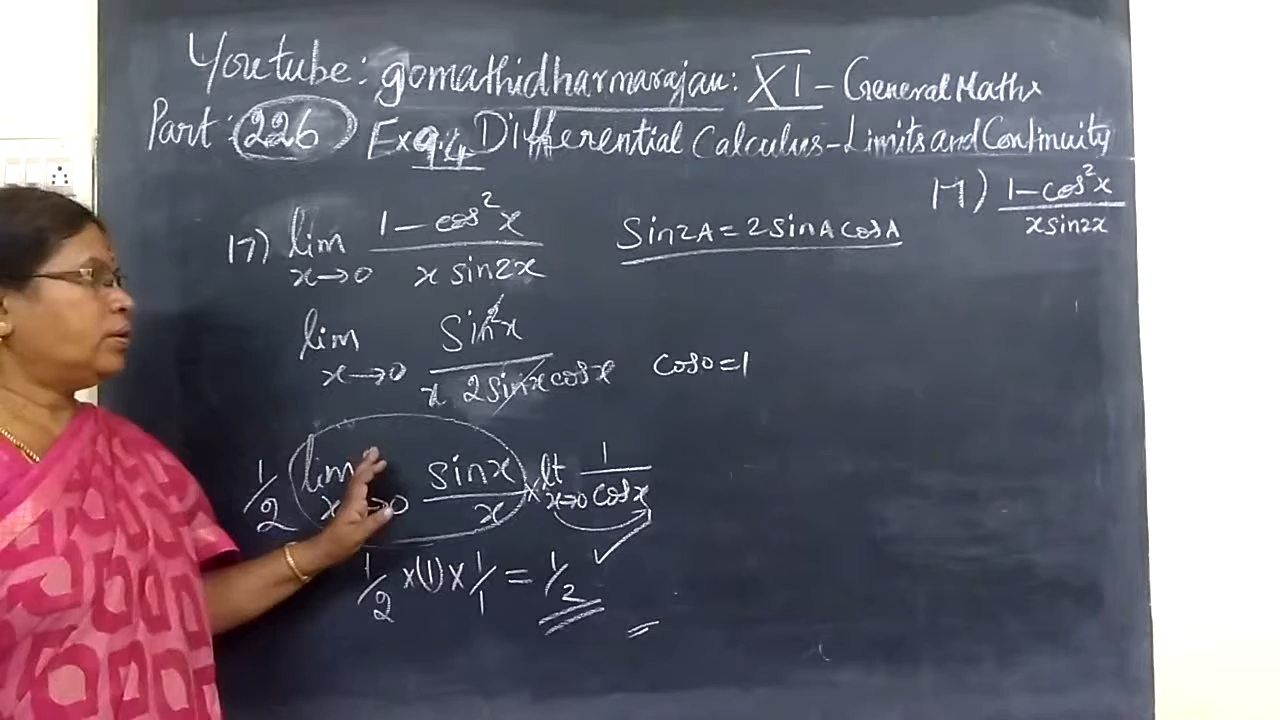 Youtube: gomathidharmarajan: XI - General Maths
Part: 226 Ex 9.4 Differential Calculus - Limits and Continuity
17) lim x→0 1 - cos²x / x sin2x
Sin2A = 2 sinA cosA
17) 1 - cos²x / x sin2x
lim x→0 Sin²x / x 2sinx cosx
cos0 = 1
1/2 lim x→0 sinx / x × lt x→0 1 / cosx
1/2 × (1) × 1/1 = 1/2